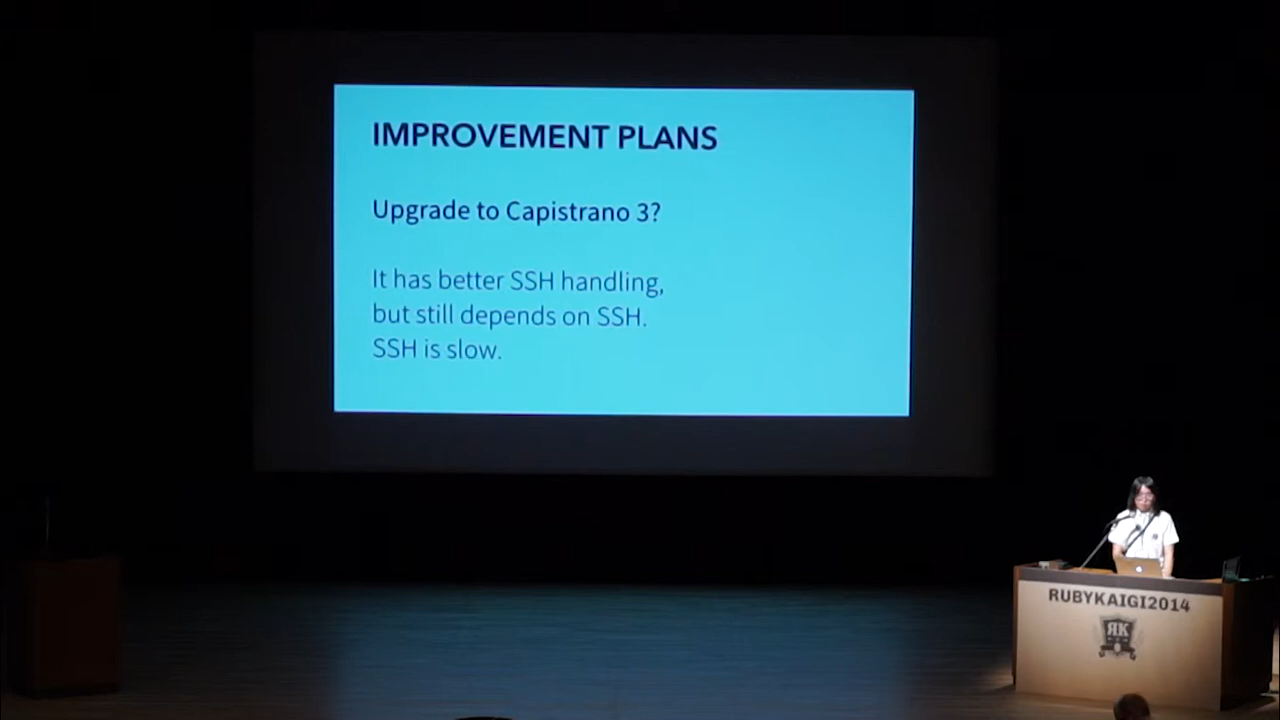 IMPROVEMENT PLANS
Upgrade to Capistrano 3?
It has better SSH handling,
but still depends on SSH.
SSH is slow.
RUBYKAIGI2014
RK